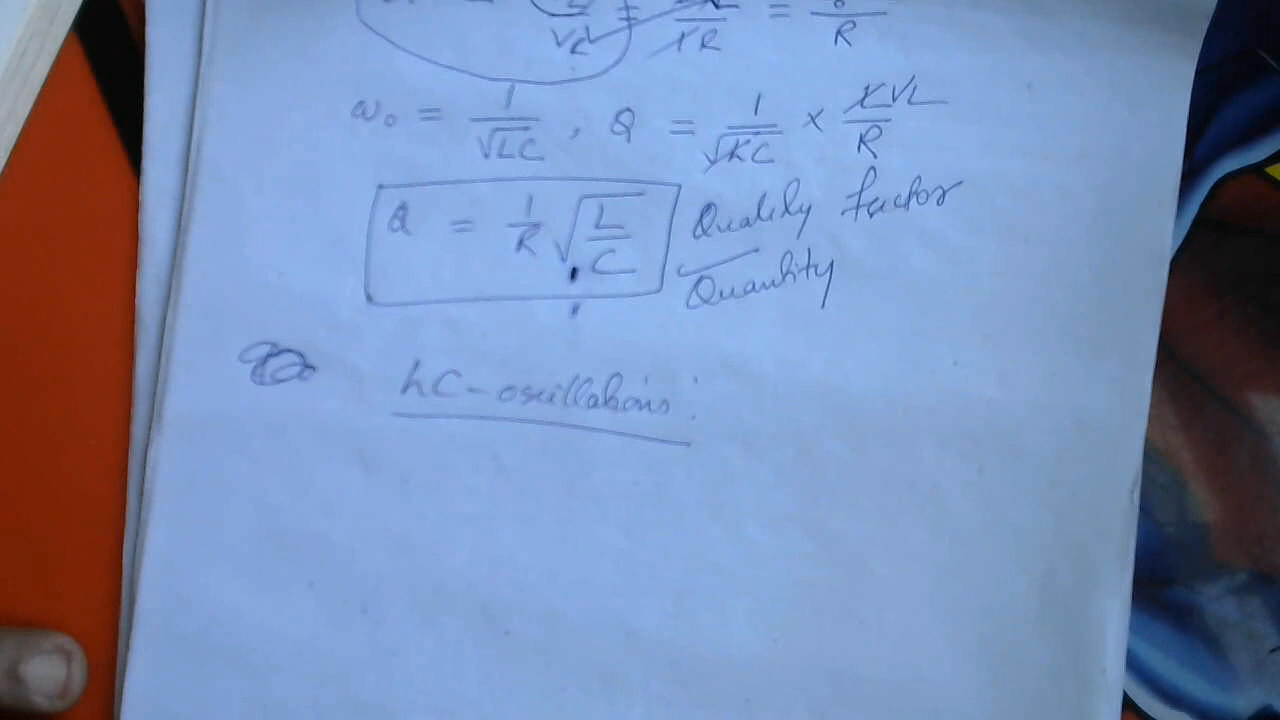 = = R
ω₀ = 1/√LC , Q = 1/√LC × L√L/R
Q = 1/R √L/C Quality factor
Quantity
LC-oscillations: